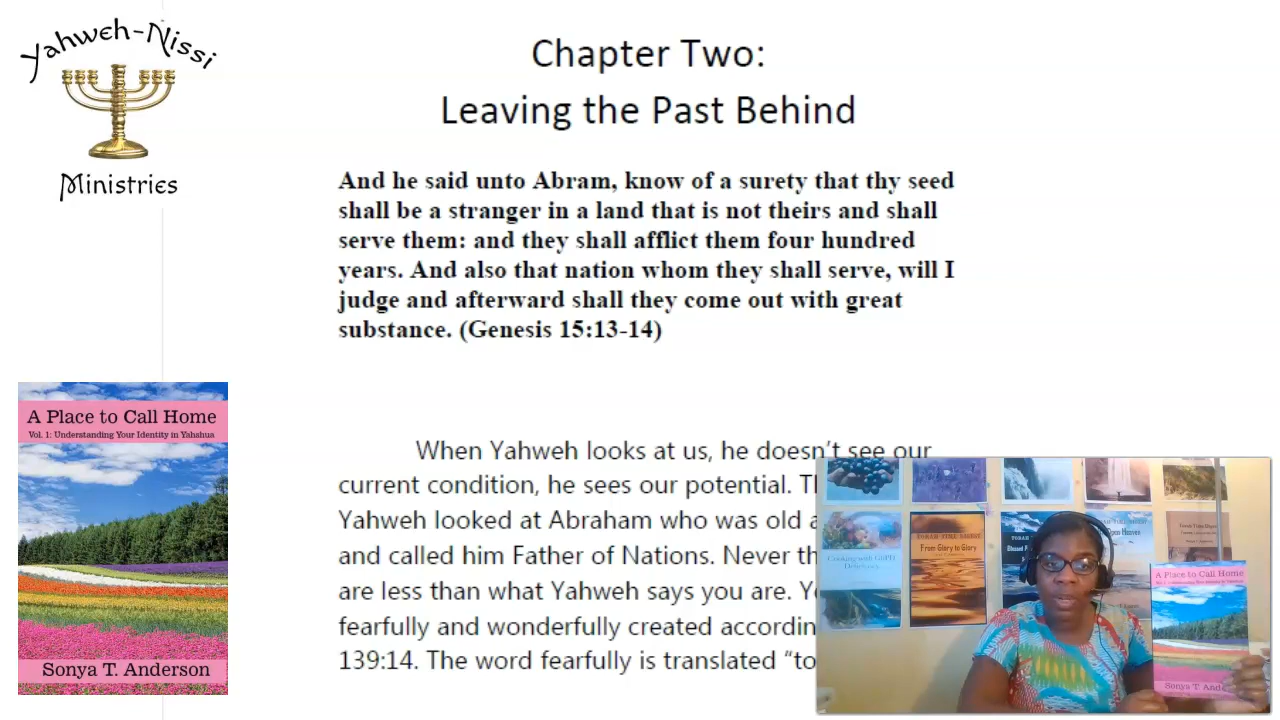 Yahweh-Nissi
Ministries
Chapter Two:
Leaving the Past Behind
And he said unto Abram, know of a surety that thy seed
shall be a stranger in a land that is not theirs and shall
serve them: and they shall afflict them four hundred
years. And also that nation whom they shall serve, will I
judge and afterward shall they come out with great
substance. (Genesis 15:13-14)
When Yahweh looks at us, he doesn't see our
current condition, he sees our potential.
Yahweh looked at Abraham who was old
and called him Father of Nations. Never
are less than what Yahweh says you are.
fearfully and wonderfully created
139:14. The word fearfully is translated
A Place to Call Home
Vol. 1: Understanding Your Identity in Yahshua
Sonya T. Anderson
Cooking with G6PD
Deficiency
From Glory to Glory
Open Heaven
A Place to Call Home
Sonya T.